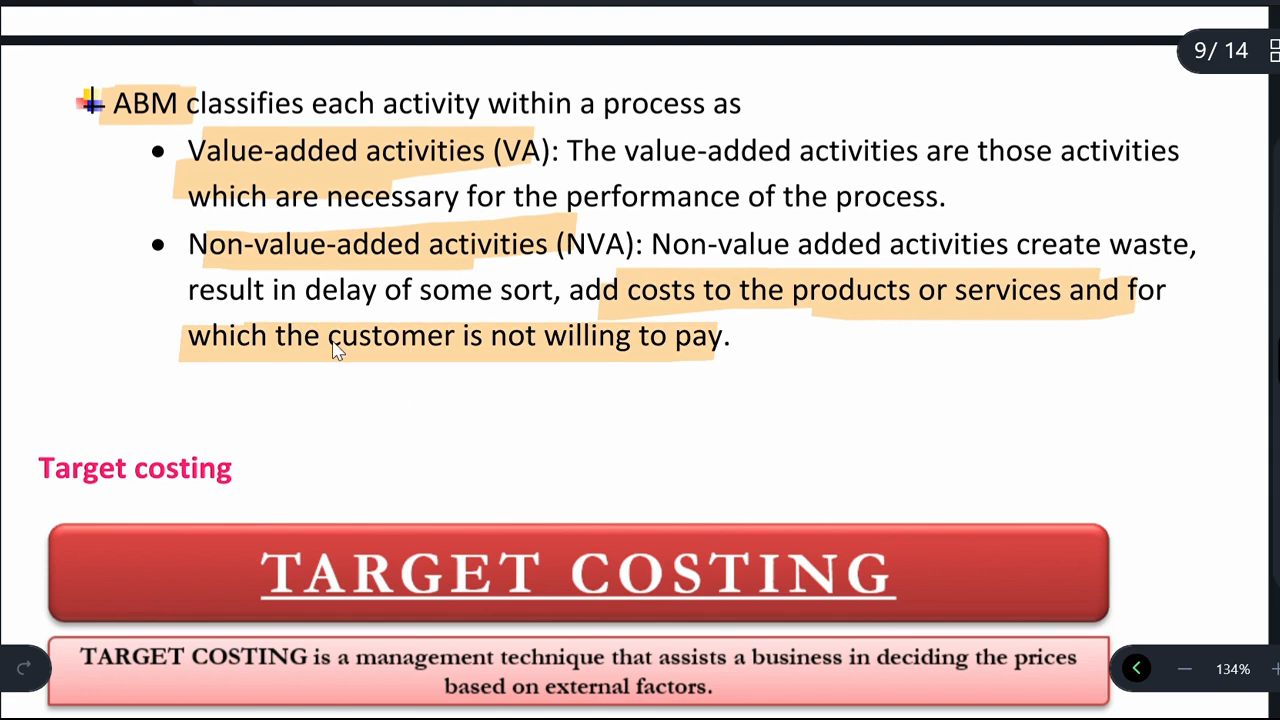 9/ 14
ABM classifies each activity within a process as
• Value-added activities (VA): The value-added activities are those activities
which are necessary for the performance of the process.
• Non-value-added activities (NVA): Non-value added activities create waste,
result in delay of some sort, add costs to the products or services and for
which the customer is not willing to pay.
Target costing
TARGET COSTING
TARGET COSTING is a management technique that assists a business in deciding the prices
based on external factors.
134%